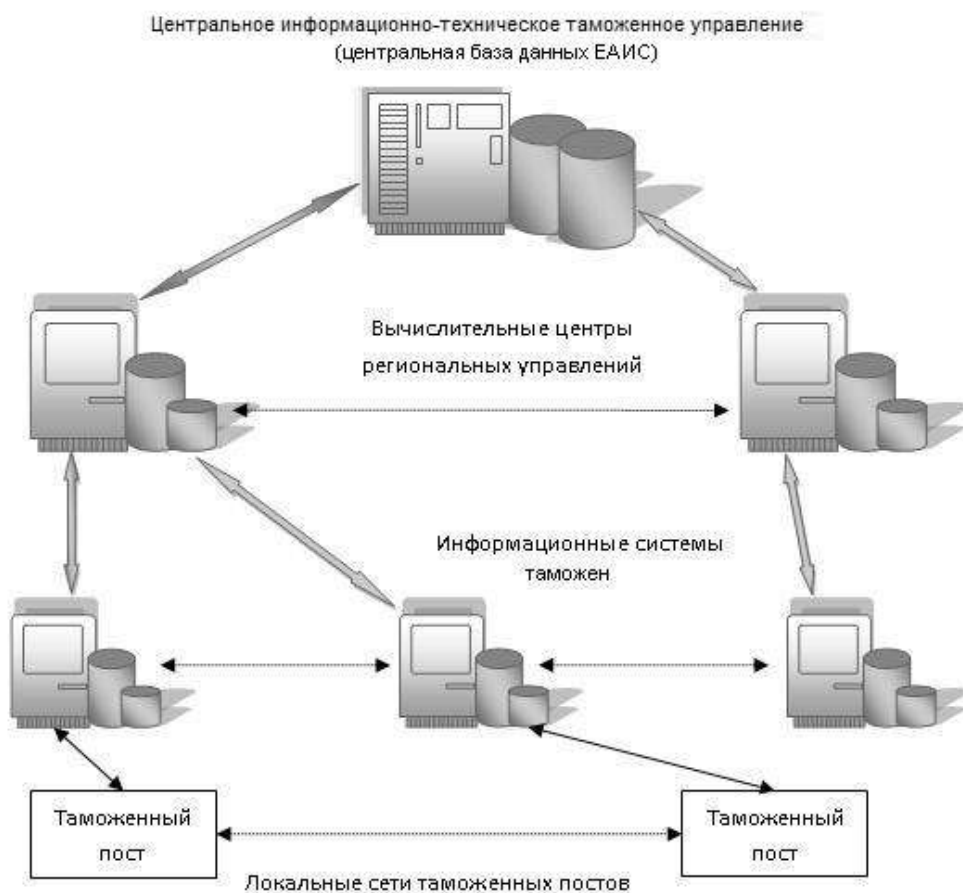 Центральное информационно-техническое таможенное управление
(центральная база данных ЕАИС)
Вычислительные центры
региональных управлений
Информационные системы
таможен
Таможенный
пост
Таможенный
пост
Локальные сети таможенных постов